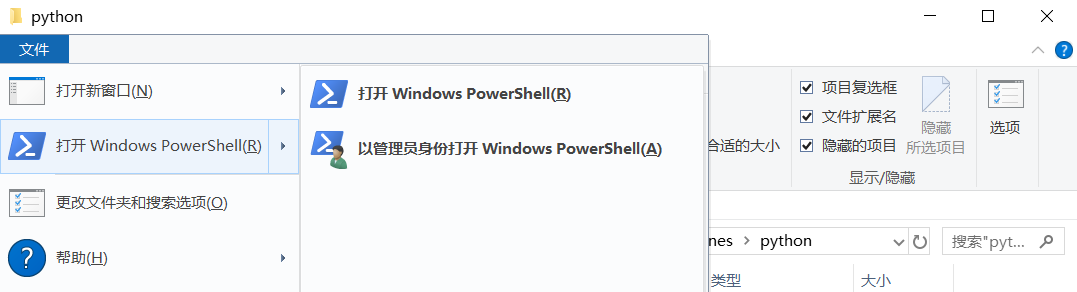 python
文件
打开新窗口(N)
打开 Windows PowerShell(R)
更改文件夹和搜索选项(O)
帮助(H)
打开 Windows PowerShell(R)
以管理员身份打开 Windows PowerShell(A)
合适的大小
项目复选框
文件扩展名
隐藏的项目
隐藏
所选项目
选项
显示/隐藏
nes > python
搜索"pyt...
类型
大小